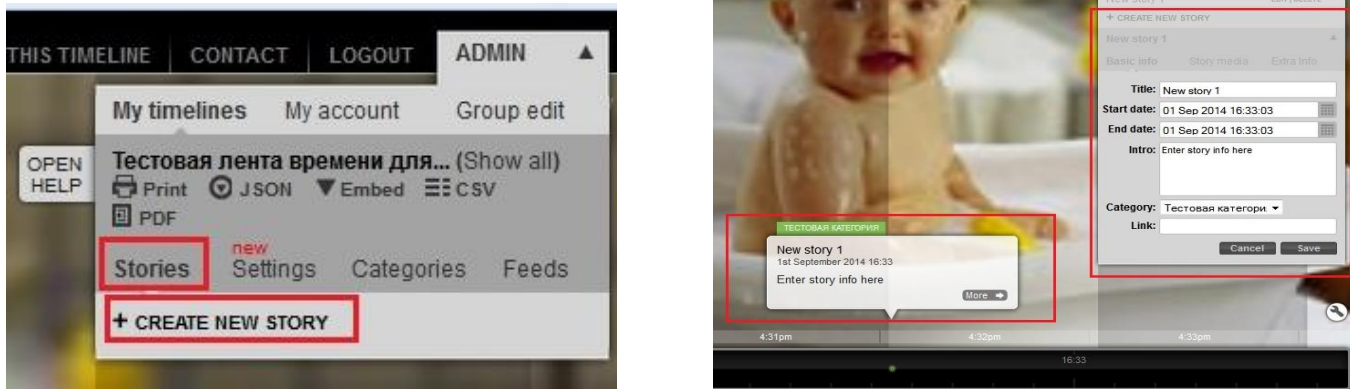 THIS TIMELINE CONTACT LOGOUT ADMIN
My timelines My account Group edit
OPEN HELP
Тестовая лента времени для... (Show all)
Print JSON Embed CSV
PDF
new
Stories Settings Categories Feeds
+ CREATE NEW STORY
New story 1
+ CREATE NEW STORY
New story 1
Basic info Story media Extra info
Title: New story 1
Start date: 01 Sep 2014 16:33:03
End date: 01 Sep 2014 16:33:03
Intro: Enter story info here
Category: Тестовая категори
Link:
Cancel Save
ТЕСТОВАЯ КАТЕГОРИЯ
New story 1
1st September 2014 16:33
Enter story info here
More
4:31pm 4:32pm 4:33pm
16:33